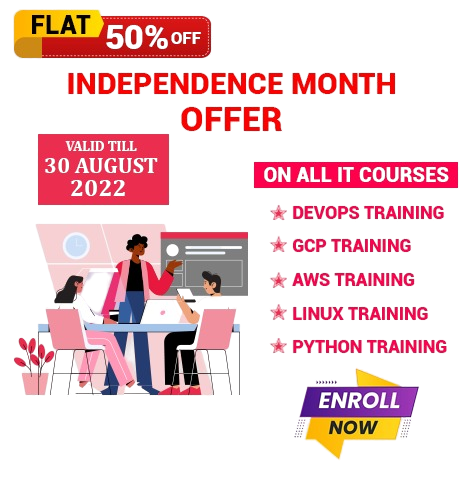 FLAT 50% OFF
INDEPENDENCE MONTH
OFFER
VALID TILL
30 AUGUST
2022
ON ALL IT COURSES
DEVOPS TRAINING
GCP TRAINING
AWS TRAINING
LINUX TRAINING
PYTHON TRAINING
ENROLL
NOW